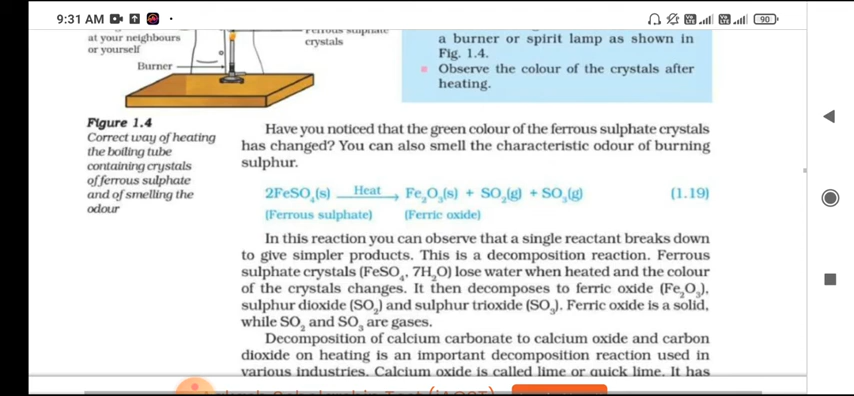 9:31 AM
90
at your neighbours
or yourself
Burner
Ferrous sulphate
crystals
a burner or spirit lamp as shown in
Fig. 1.4.
Observe the colour of the crystals after
heating.
Figure 1.4
Correct way of heating
the boiling tube
containing crystals
of ferrous sulphate
and of smelling the
odour
Have you noticed that the green colour of the ferrous sulphate crystals
has changed? You can also smell the characteristic odour of burning
sulphur.
2FeSO₄(s) —Heat→ Fe₂O₃(s) + SO₂(g) + SO₃(g) (1.19)
(Ferrous sulphate) (Ferric oxide)
In this reaction you can observe that a single reactant breaks down
to give simpler products. This is a decomposition reaction. Ferrous
sulphate crystals (FeSO₄, 7H₂O) lose water when heated and the colour
of the crystals changes. It then decomposes to ferric oxide (Fe₂O₃),
sulphur dioxide (SO₂) and sulphur trioxide (SO₃). Ferric oxide is a solid,
while SO₂ and SO₃ are gases.
Decomposition of calcium carbonate to calcium oxide and carbon
dioxide on heating is an important decomposition reaction used in
various industries. Calcium oxide is called lime or quick lime. It has